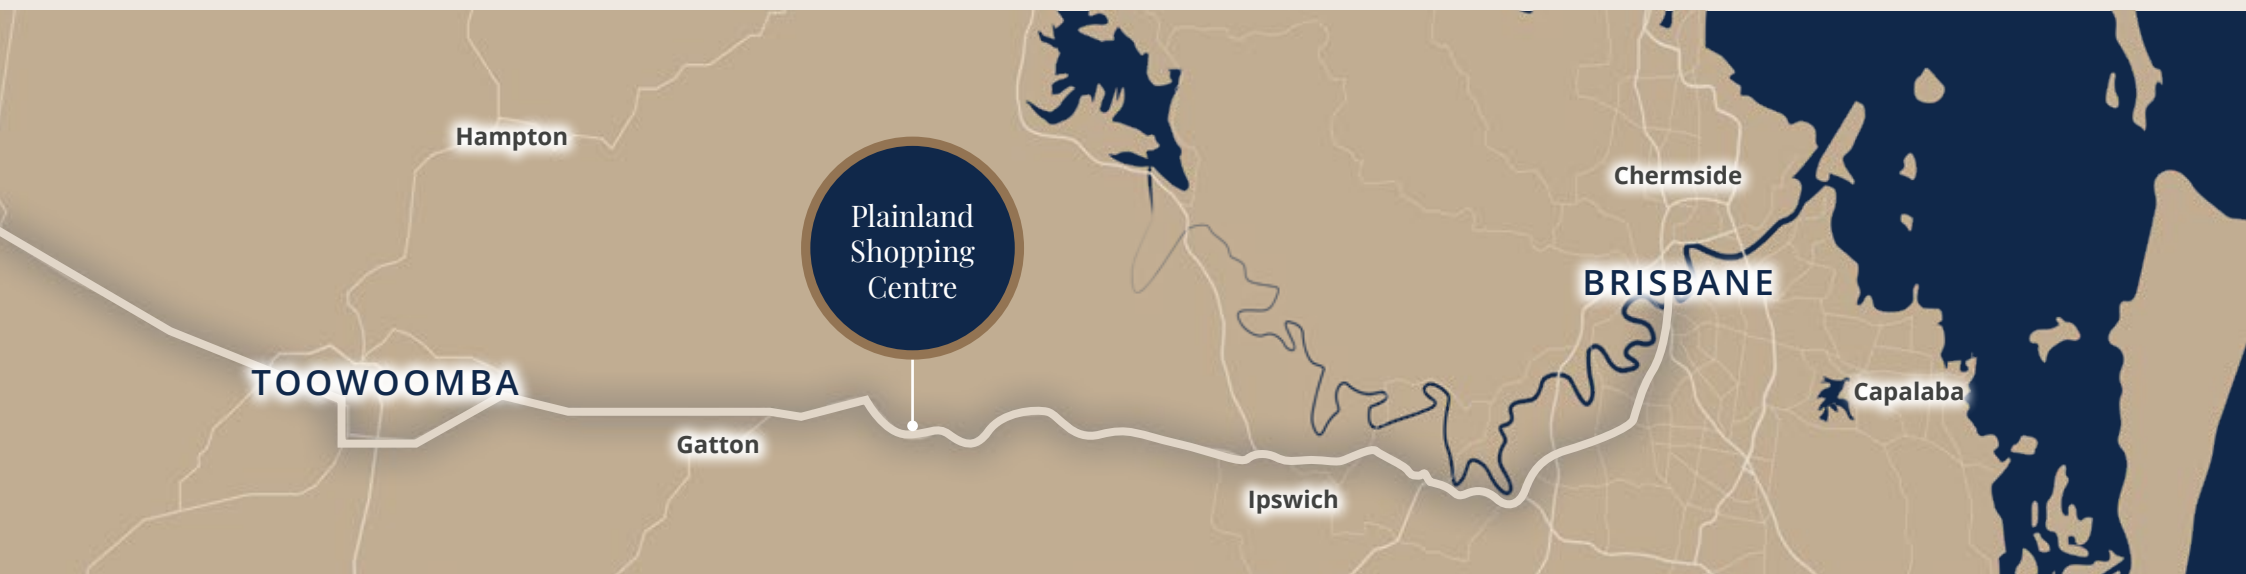 Hampton
Chermside
Plainland
Shopping
Centre
BRISBANE
TOOWOOMBA
Capalaba
Gatton
Ipswich